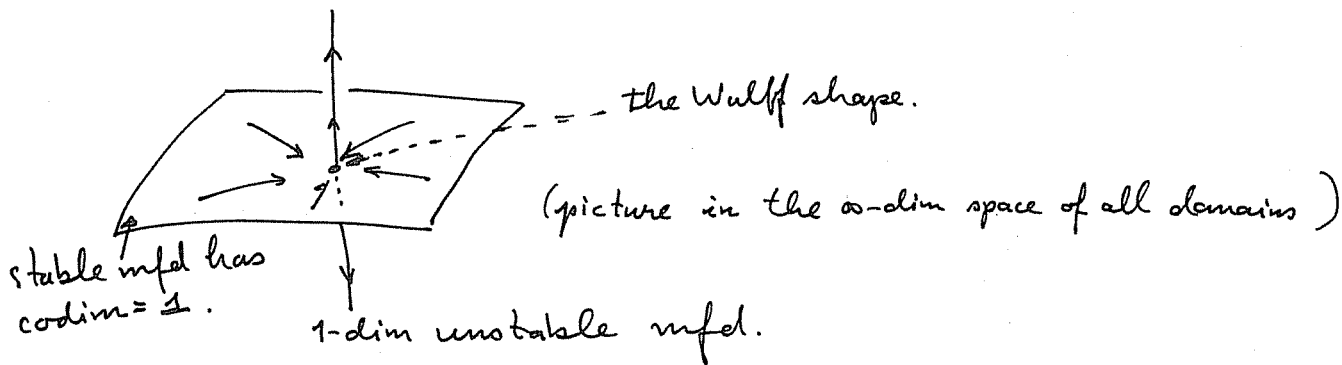 the Wulff shape.
(picture in the ∞-dim space of all domains)
stable mfd has
codim = 1.
1-dim unstable mfd.